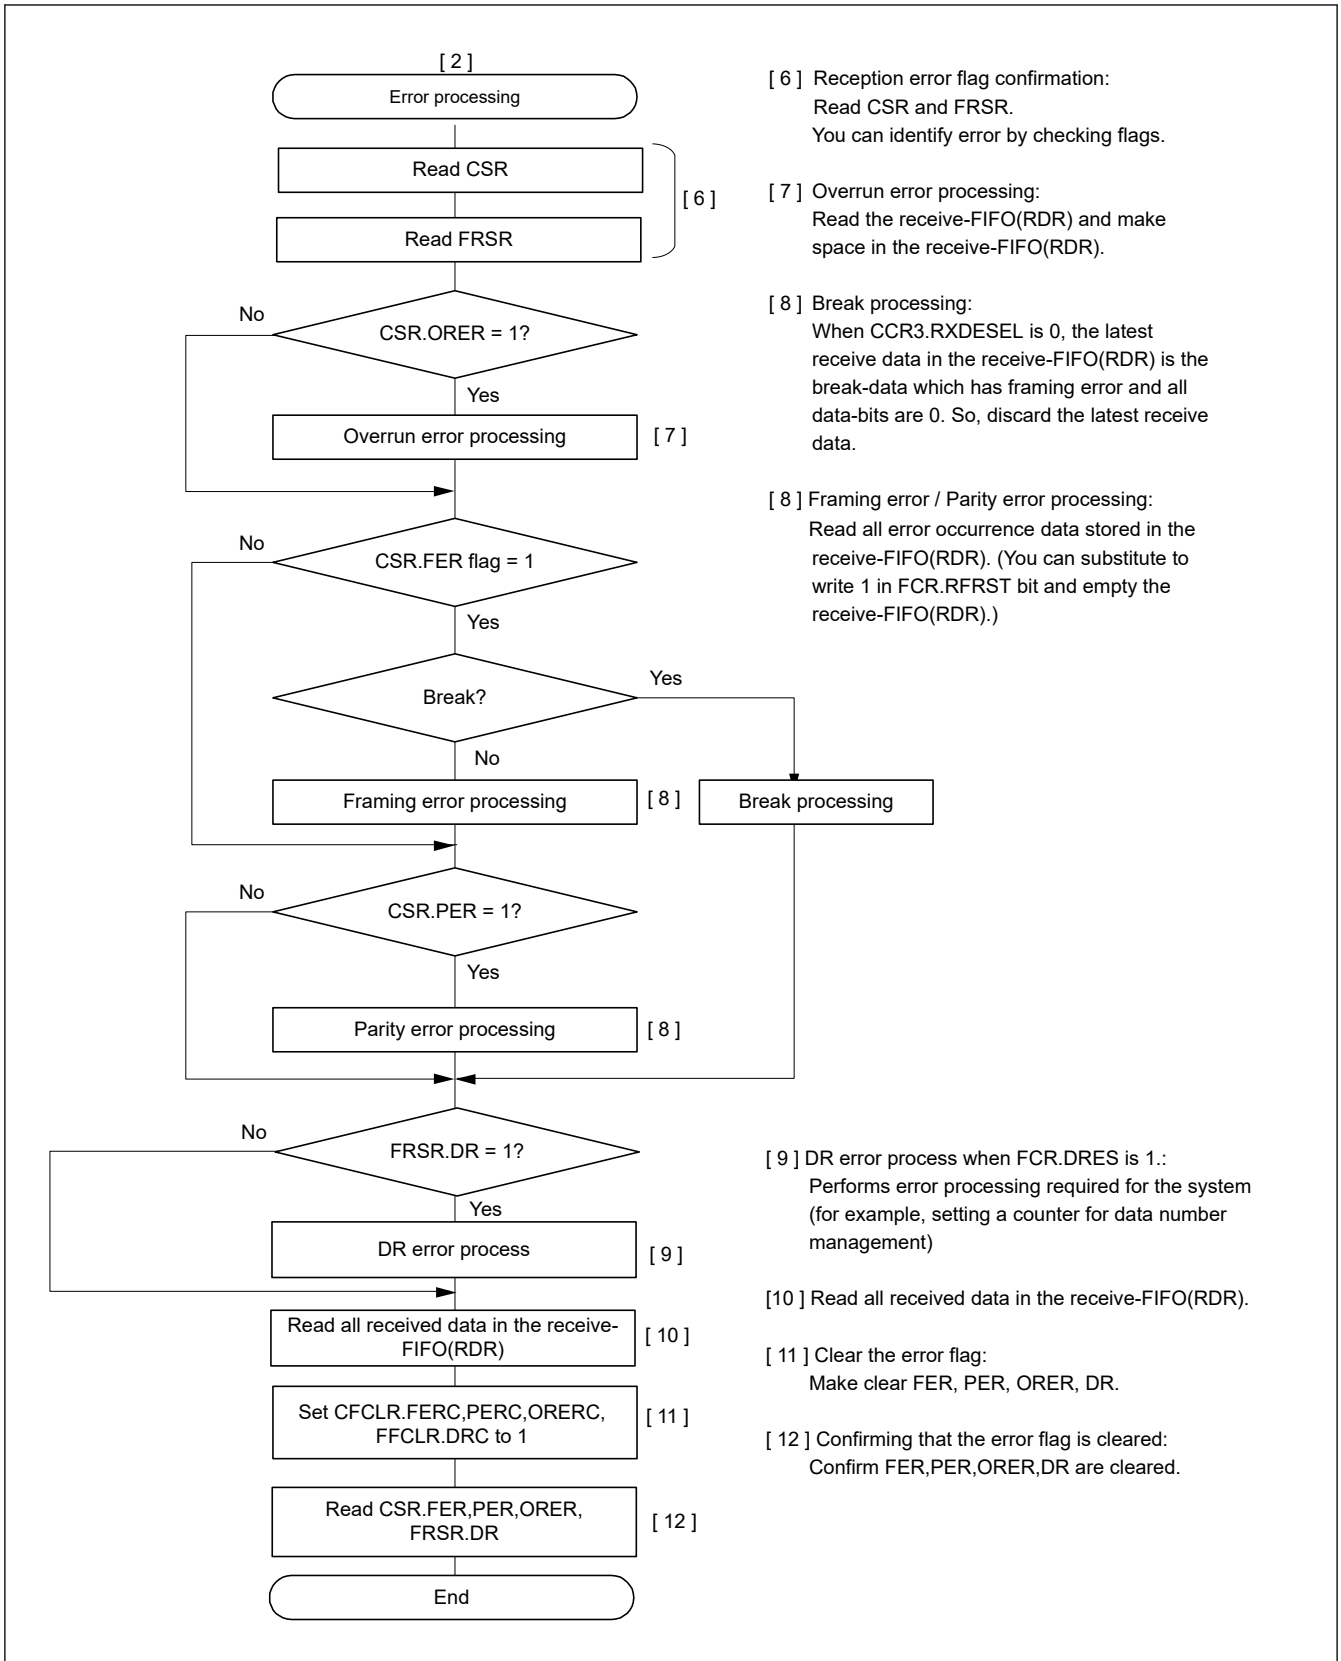 [ 2 ]
Error processing
Read CSR
Read FRSR
[ 6 ]
CSR.ORER = 1?
No
Yes
Overrun error processing
[ 7 ]
CSR.FER flag = 1
No
Yes
Break?
Yes
No
Framing error processing
[ 8 ]
Break processing
CSR.PER = 1?
No
Yes
Parity error processing
[ 8 ]
FRSR.DR = 1?
No
Yes
DR error process
[ 9 ]
Read all received data in the receive-
FIFO(RDR)
[ 10 ]
Set CFCLR.FERC,PERC,ORERC,
FFCLR.DRC to 1
[ 11 ]
Read CSR.FER,PER,ORER,
FRSR.DR
[ 12 ]
End
[ 6 ] Reception error flag confirmation:
Read CSR and FRSR.
You can identify error by checking flags.
[ 7 ] Overrun error processing:
Read the receive-FIFO(RDR) and make
space in the receive-FIFO(RDR).
[ 8 ] Break processing:
When CCR3.RXDESEL is 0, the latest
receive data in the receive-FIFO(RDR) is the
break-data which has framing error and all
data-bits are 0. So, discard the latest receive
data.
[ 8 ] Framing error / Parity error processing:
Read all error occurrence data stored in the
receive-FIFO(RDR). (You can substitute to
write 1 in FCR.RFRST bit and empty the
receive-FIFO(RDR).)
[ 9 ] DR error process when FCR.DRES is 1.:
Performs error processing required for the system
(for example, setting a counter for data number
management)
[10 ] Read all received data in the receive-FIFO(RDR).
[ 11 ] Clear the error flag:
Make clear FER, PER, ORER, DR.
[ 12 ] Confirming that the error flag is cleared:
Confirm FER,PER,ORER,DR are cleared.